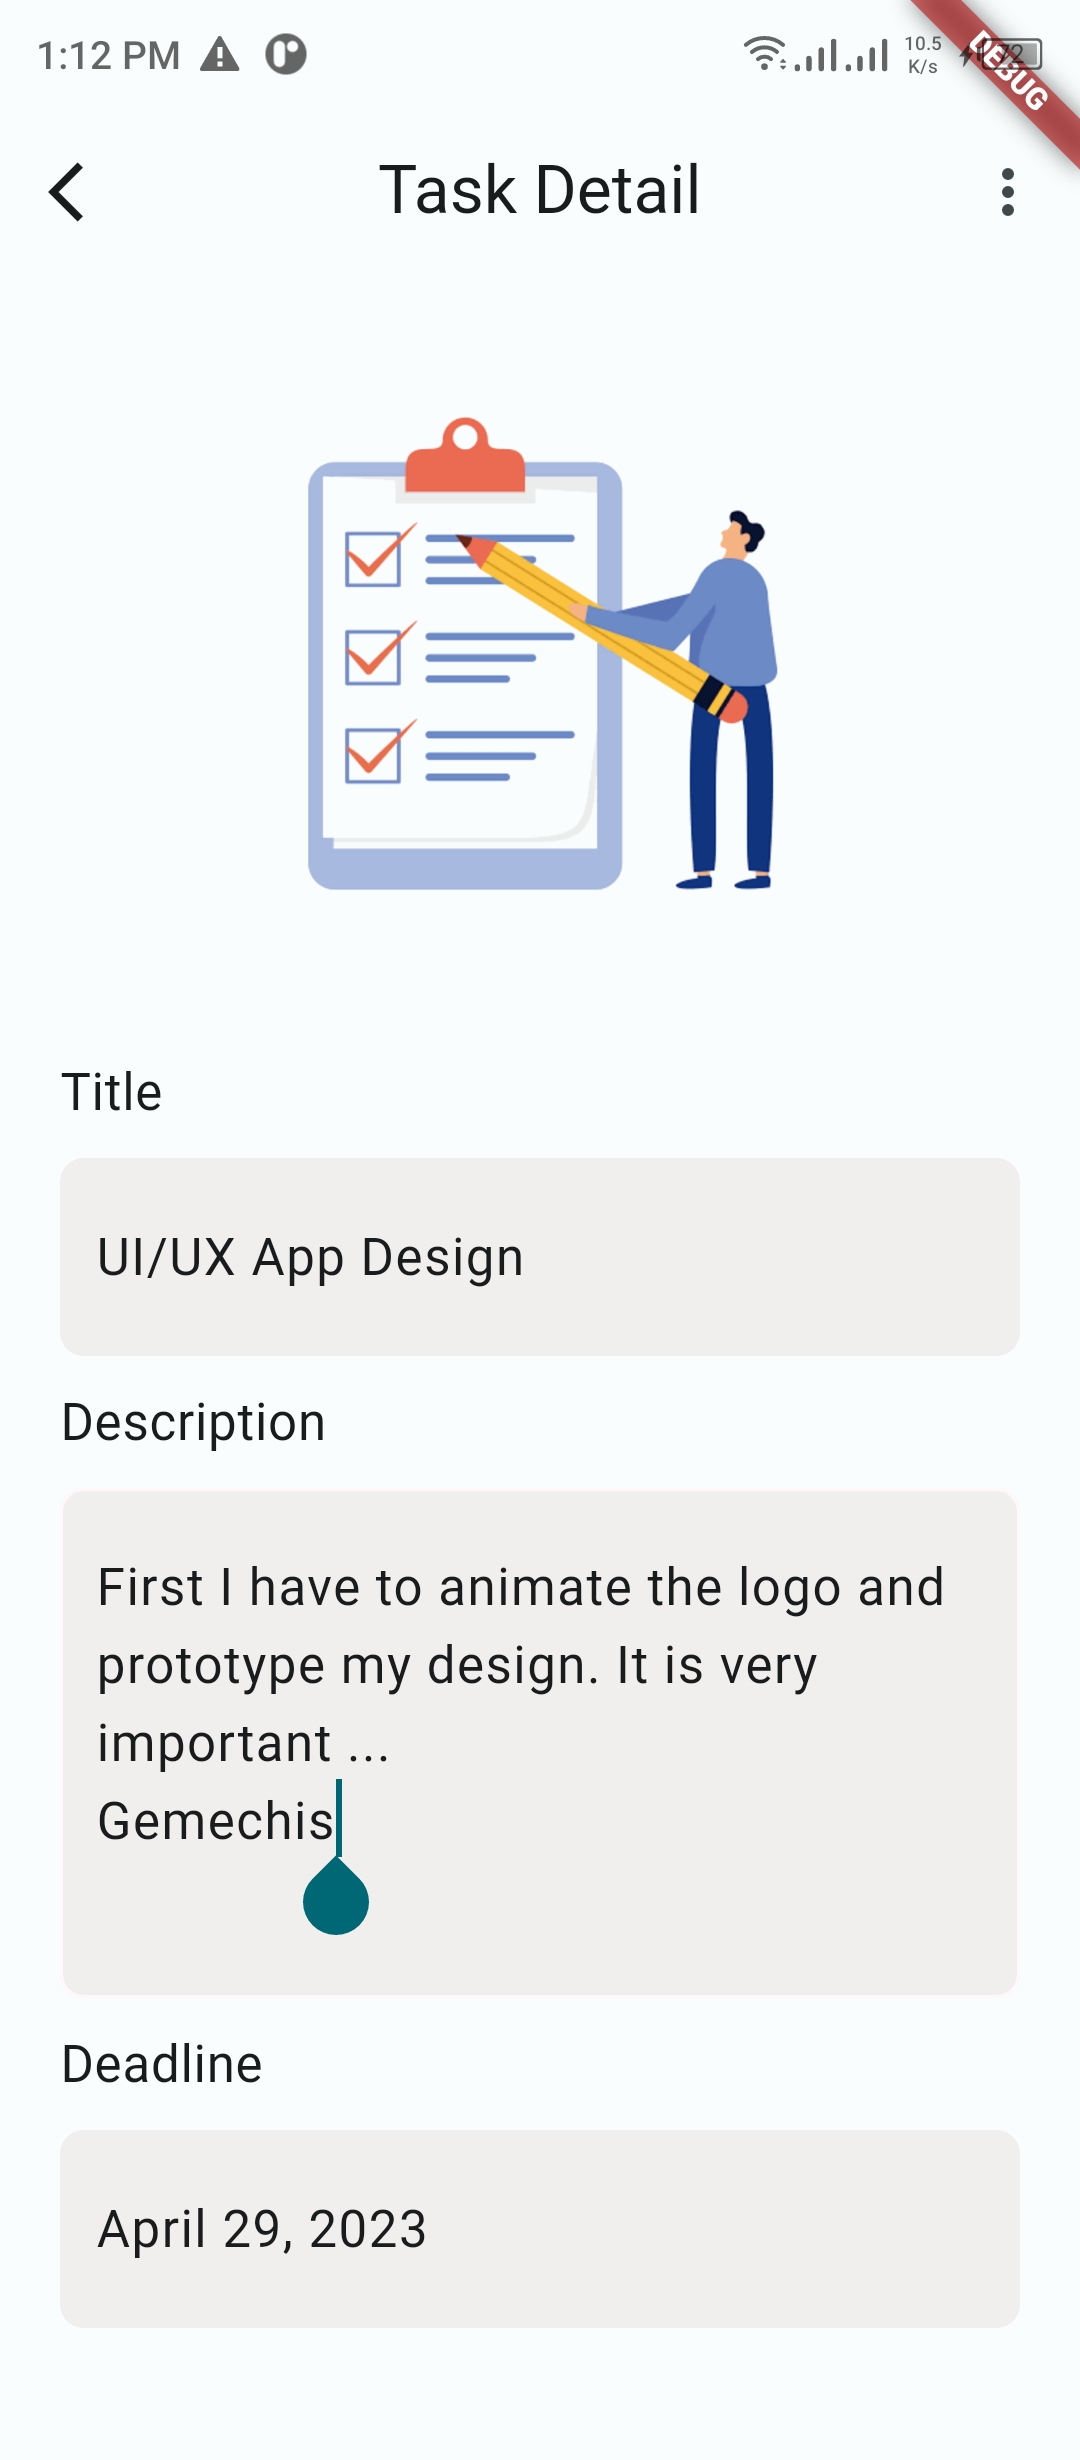 1:12 PM
10.5
K/s
72
DEBUG
Task Detail
Title
UI/UX App Design
Description
First I have to animate the logo and
prototype my design. It is very
important ...
Gemechis
Deadline
April 29, 2023